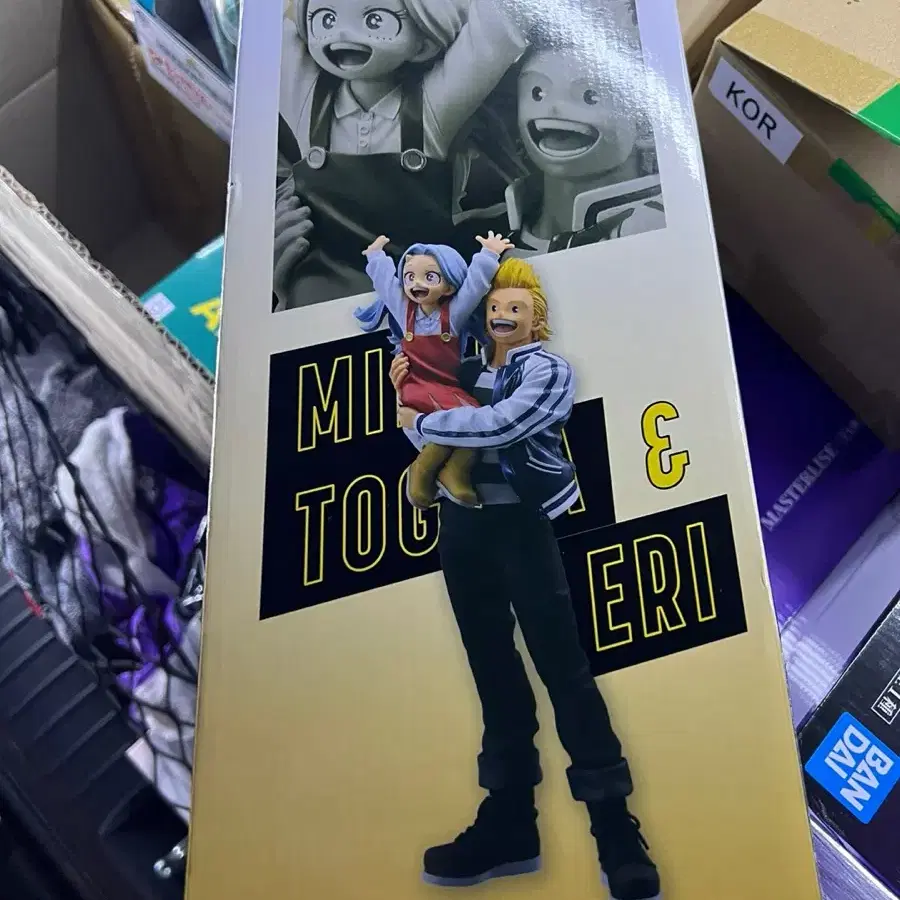 KOR
MI
&
TOG
ERI
MASTERLISE
BAN
DAI